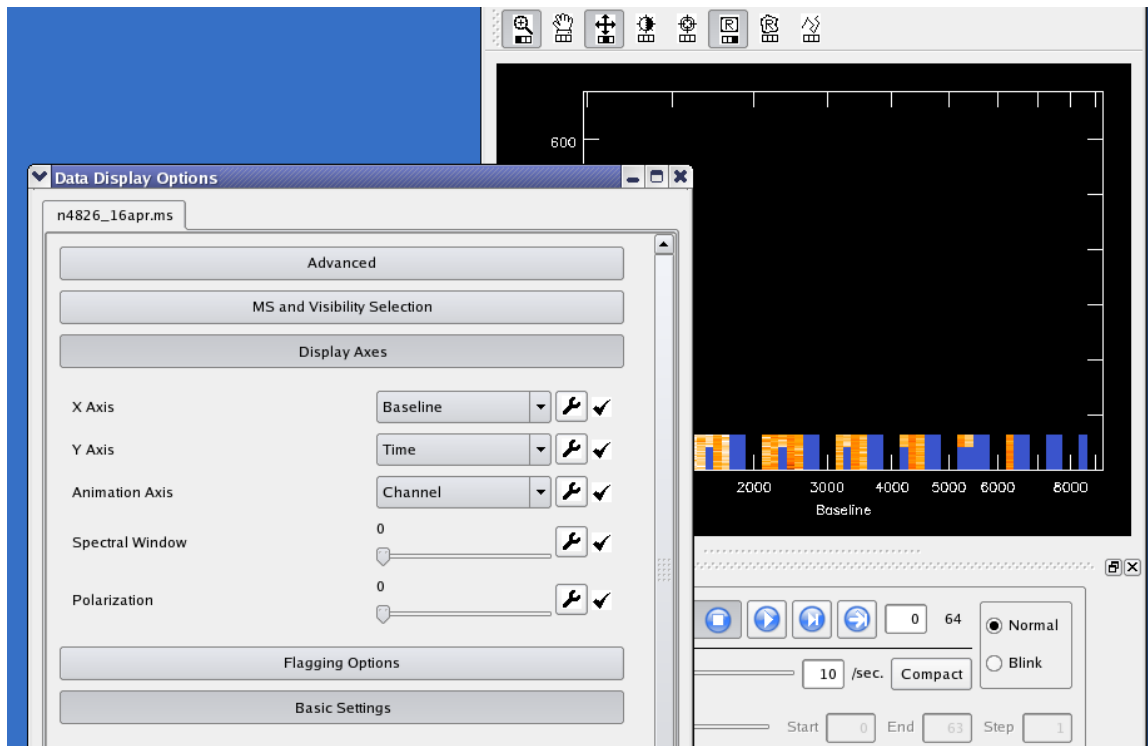 600
Data Display Options
n4826_16apr.ms
Advanced
MS and Visibility Selection
Display Axes
X Axis Baseline
Y Axis Time
Animation Axis Channel
0
Spectral Window
0
Polarization
Flagging Options
Basic Settings
2000 3000 4000 5000 6000 8000
Baseline
0 64 Normal
Blink
10 /sec. Compact
Start 0 End 63 Step 1
R
R